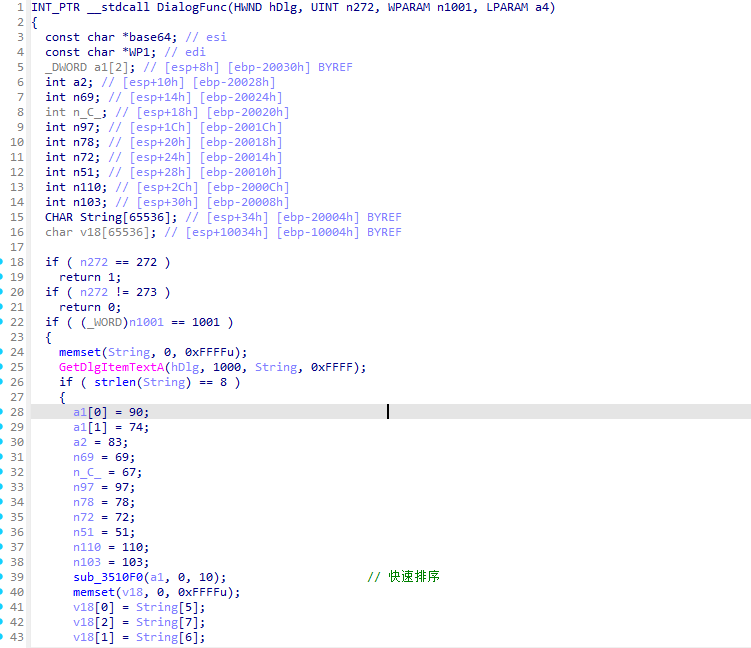 1 INT_PTR __stdcall DialogFunc(HWND hDlg, UINT n272, WPARAM n1001, LPARAM a4)
2 {
3 const char *base64; // esi
4 const char *WP1; // edi
5 _DWORD a1[2]; // [esp+8h] [ebp-20030h] BYREF
6 int a2; // [esp+10h] [ebp-20028h]
7 int n69; // [esp+14h] [ebp-20024h]
8 int n_C_; // [esp+18h] [ebp-20020h]
9 int n97; // [esp+1Ch] [ebp-2001Ch]
10 int n78; // [esp+20h] [ebp-20018h]
11 int n72; // [esp+24h] [ebp-20014h]
12 int n51; // [esp+28h] [ebp-20010h]
13 int n110; // [esp+2Ch] [ebp-2000Ch]
14 int n103; // [esp+30h] [ebp-20008h]
15 CHAR String[65536]; // [esp+34h] [ebp-20004h] BYREF
16 char v18[65536]; // [esp+10034h] [ebp-10004h] BYREF
17
18 if ( n272 == 272 )
19 return 1;
20 if ( n272 != 273 )
21 return 0;
22 if ( (_WORD)n1001 == 1001 )
23 {
24 memset(String, 0, 0xFFFFu);
25 GetDlgItemTextA(hDlg, 1000, String, 0xFFFF);
26 if ( strlen(String) == 8 )
27 {
28 a1[0] = 90;
29 a1[1] = 74;
30 a2 = 83;
31 n69 = 69;
32 n_C_ = 67;
33 n97 = 97;
34 n78 = 78;
35 n72 = 72;
36 n51 = 51;
37 n110 = 110;
38 n103 = 103;
39 sub_3510F0(a1, 0, 10); // 快速排序
40 memset(v18, 0, 0xFFFFu);
41 v18[0] = String[5];
42 v18[2] = String[7];
43 v18[1] = String[6];